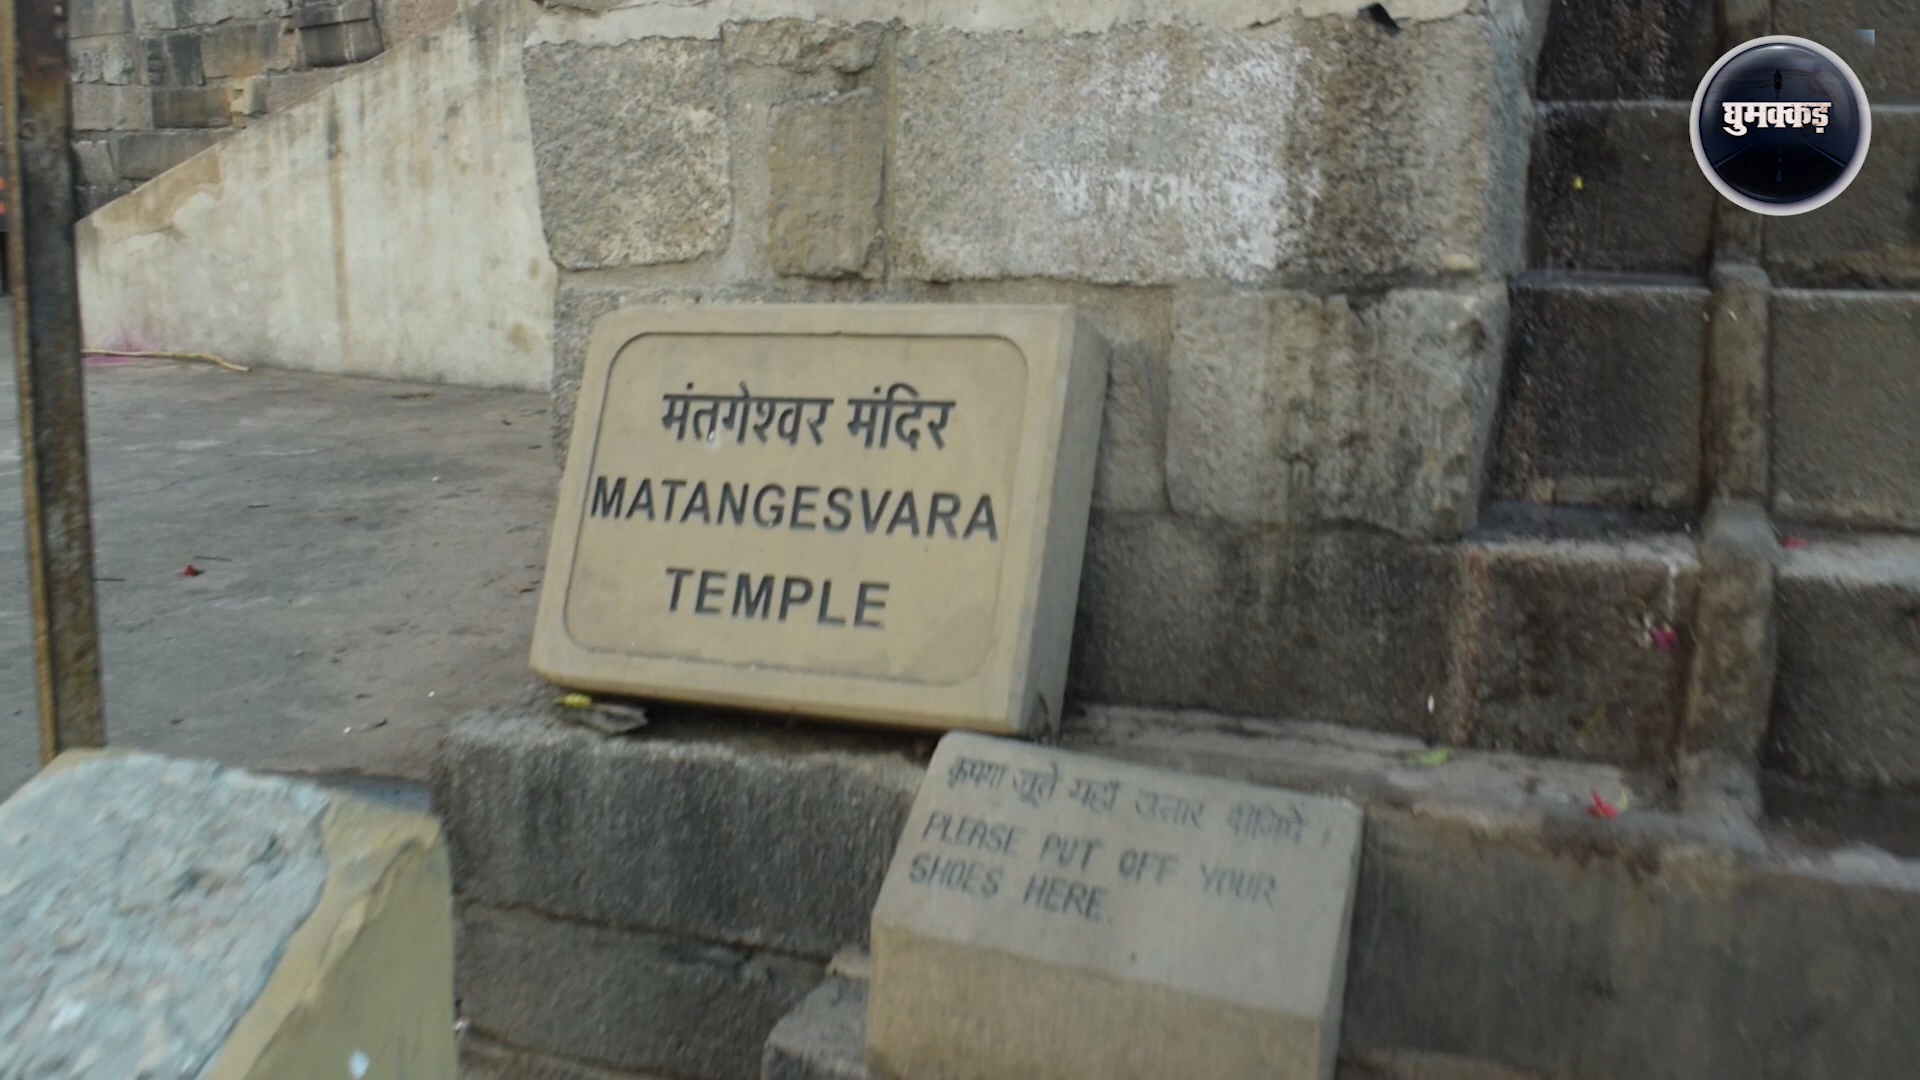 घुमक्कड़
मंतगेश्वर मंदिर
MATANGESVARA
TEMPLE
कृपया जूते यहाँ उतार दीजिये ।
PLEASE PUT OFF YOUR
SHOES HERE.